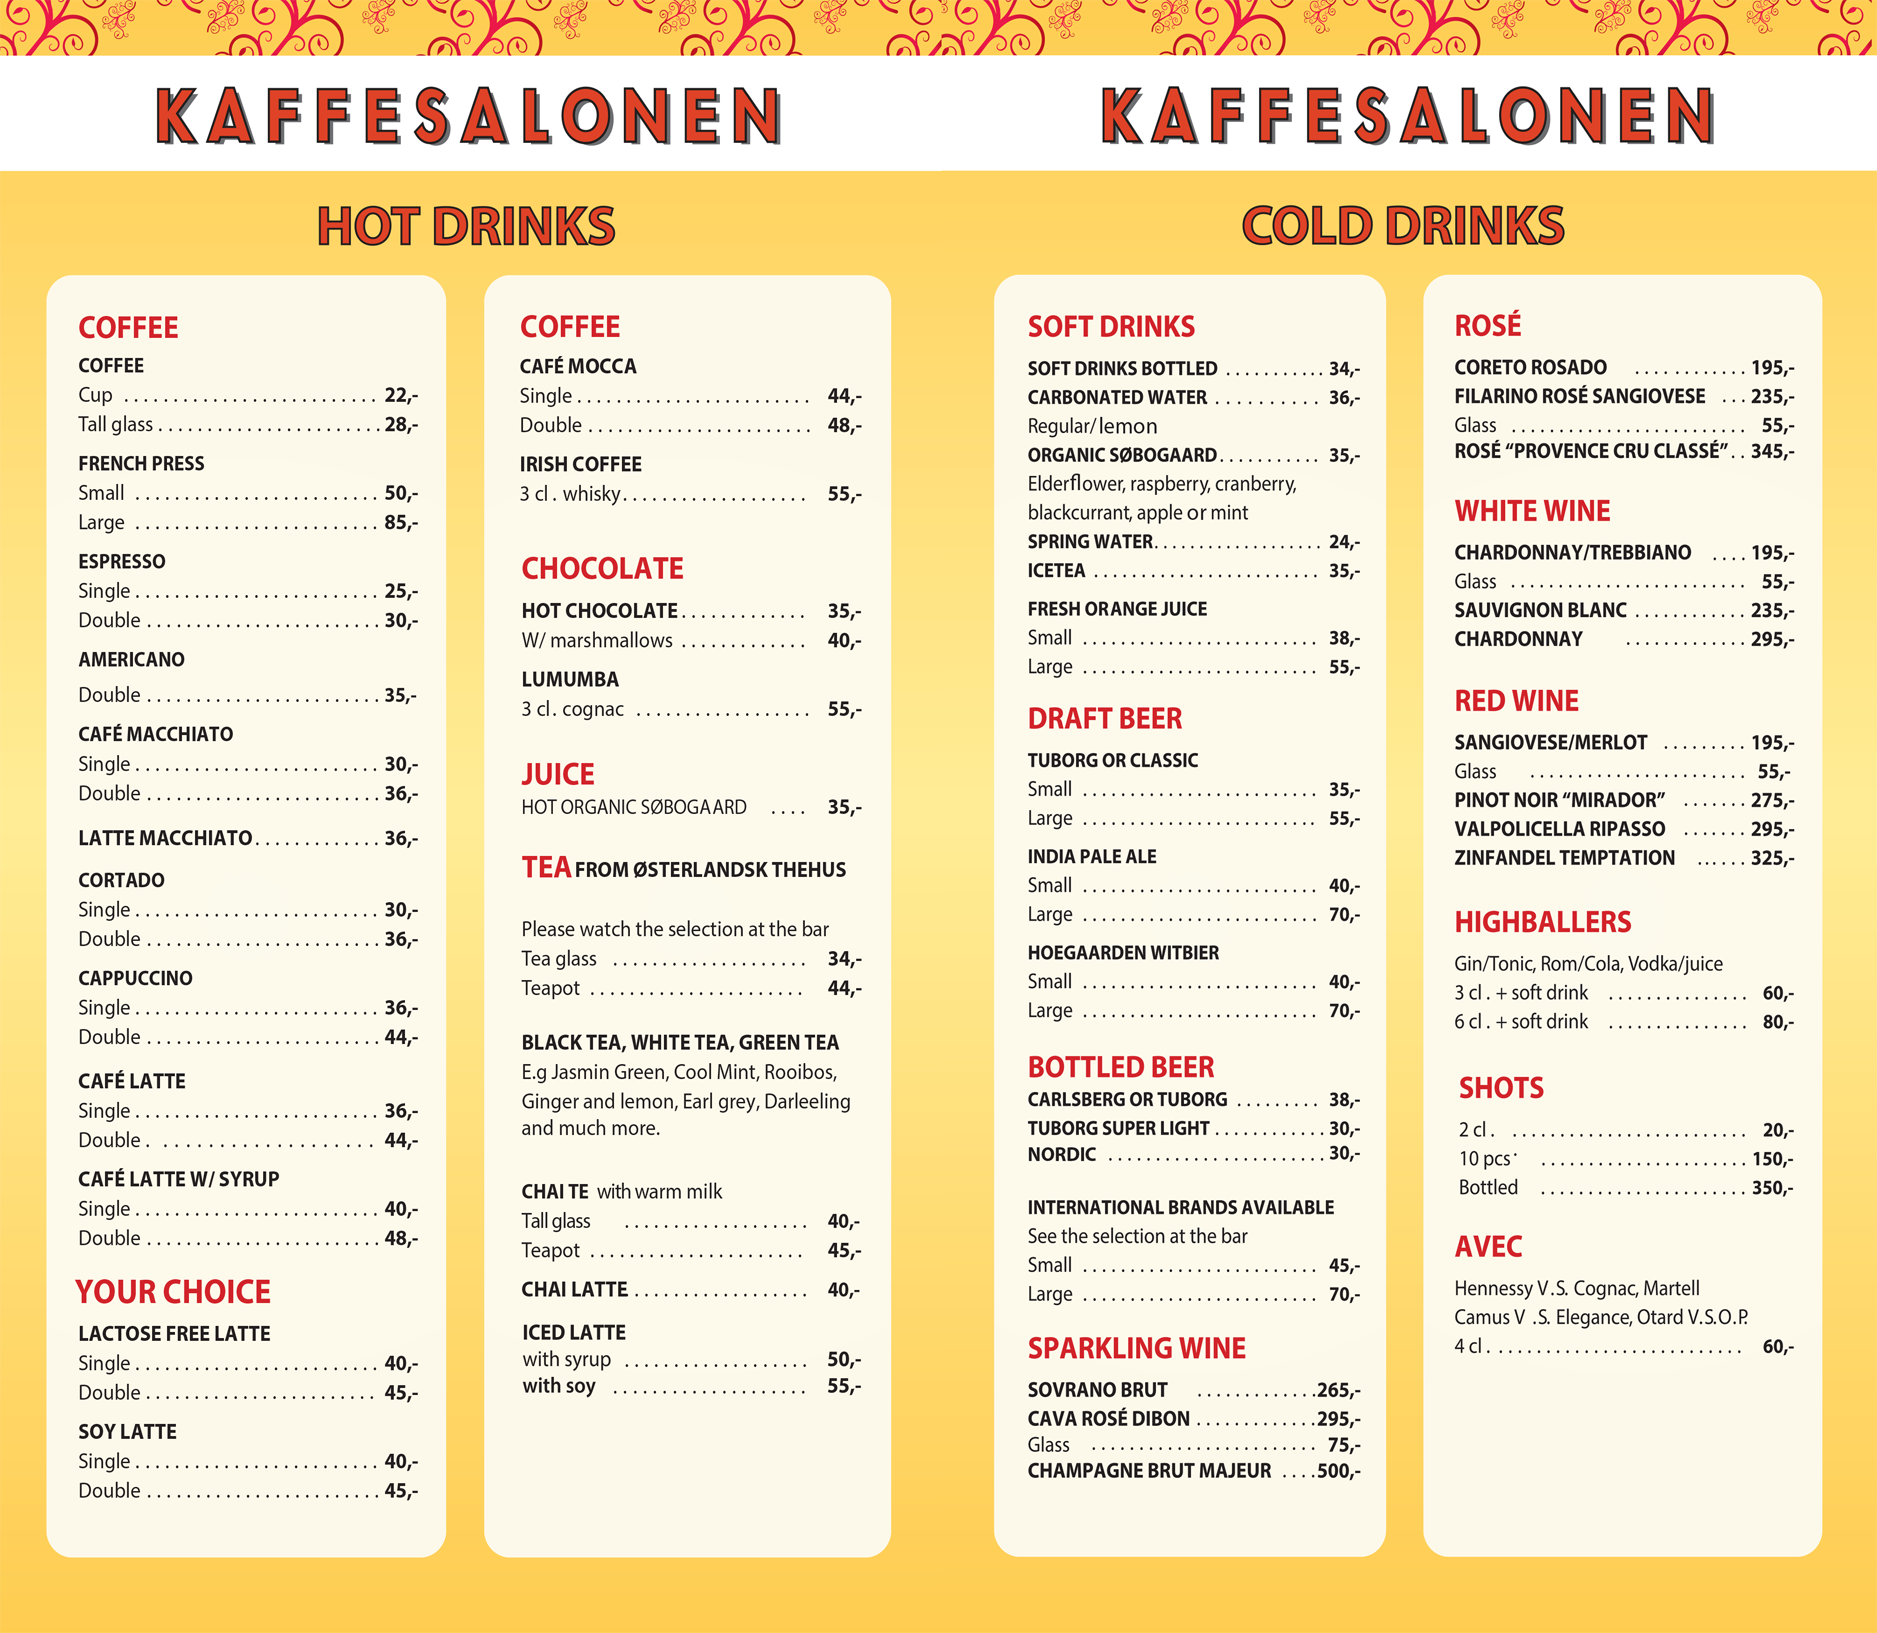 KAFFESALONEN
HOT DRINKS
COFFEE
COFFEE
Cup 22,-
Tall glass 28,-
FRENCH PRESS
Small 50,-
Large 85,-
ESPRESSO
Single 25,-
Double 30,-
AMERICANO
Double 35,-
CAFÉ MACCHIATO
Single 30,-
Double 36,-
LATTE MACCHIATO 36,-
CORTADO
Single 30,-
Double 36,-
CAPPUCCINO
Single 36,-
Double 44,-
CAFÉ LATTE
Single 36,-
Double 44,-
CAFÉ LATTE W/ SYRUP
Single 40,-
Double 48,-
YOUR CHOICE
LACTOSE FREE LATTE
Single 40,-
Double 45,-
SOY LATTE
Single 40,-
Double 45,-
COFFEE
CAFÉ MOCCA
Single 44,-
Double 48,-
IRISH COFFEE
3 cl. whisky 55,-
CHOCOLATE
HOT CHOCOLATE 35,-
W/ marshmallows 40,-
LUMUMBA
3 cl. cognac 55,-
JUICE
HOT ORGANIC SØBOGAARD 35,-
TEA FROM ØSTERLANDSK THEHUS
Please watch the selection at the bar
Tea glass 34,-
Teapot 44,-
BLACK TEA, WHITE TEA, GREEN TEA
E.g Jasmin Green, Cool Mint, Rooibos,
Ginger and lemon, Earl grey, Darleeling
and much more.
CHAI TE with warm milk
Tall glass 40,-
Teapot 45,-
CHAI LATTE 40,-
ICED LATTE
with syrup 50,-
with soy 55,-
KAFFESALONEN
COLD DRINKS
SOFT DRINKS
SOFT DRINKS BOTTLED 34,-
CARBONATED WATER 36,-
Regular/lemon
ORGANIC SØBOGAARD 35,-
Elderflower, raspberry, cranberry,
blackcurrant, apple or mint
SPRING WATER 24,-
ICETEA 35,-
FRESH ORANGE JUICE
Small 38,-
Large 55,-
DRAFT BEER
TUBORG OR CLASSIC
Small 35,-
Large 55,-
INDIA PALE ALE
Small 40,-
Large 70,-
HOEGAARDEN WITBIER
Small 40,-
Large 70,-
BOTTLED BEER
CARLSBERG OR TUBORG 38,-
TUBORG SUPER LIGHT 30,-
NORDIC 30,-
INTERNATIONAL BRANDS AVAILABLE
See the selection at the bar
Small 45,-
Large 70,-
SPARKLING WINE
SOVRANO BRUT 265,-
CAVA ROSÉ DIBON 295,-
Glass 75,-
CHAMPAGNE BRUT MAJEUR 500,-
ROSÉ
CORETO ROSADO 195,-
FILARINO ROSÉ SANGIOVESE 235,-
Glass 55,-
ROSÉ “PROVENCE CRU CLASSÉ” 345,-
WHITE WINE
CHARDONNAY/TREBBIANO 195,-
Glass 55,-
SAUVIGNON BLANC 235,-
CHARDONNAY 295,-
RED WINE
SANGIOVESE/MERLOT 195,-
Glass 55,-
PINOT NOIR “MIRADOR” 275,-
VALPOLICELLA RIPASSO 295,-
ZINFANDEL TEMPTATION 325,-
HIGHBALLERS
Gin/Tonic, Rom/Cola, Vodka/juice
3 cl. + soft drink 60,-
6 cl. + soft drink 80,-
SHOTS
2 cl. 20,-
10 pcs. 150,-
Bottled 350,-
AVEC
Hennessy V.S. Cognac, Martell
Camus V .S. Elegance, Otard V.S.O.P.
4 cl. 60,-